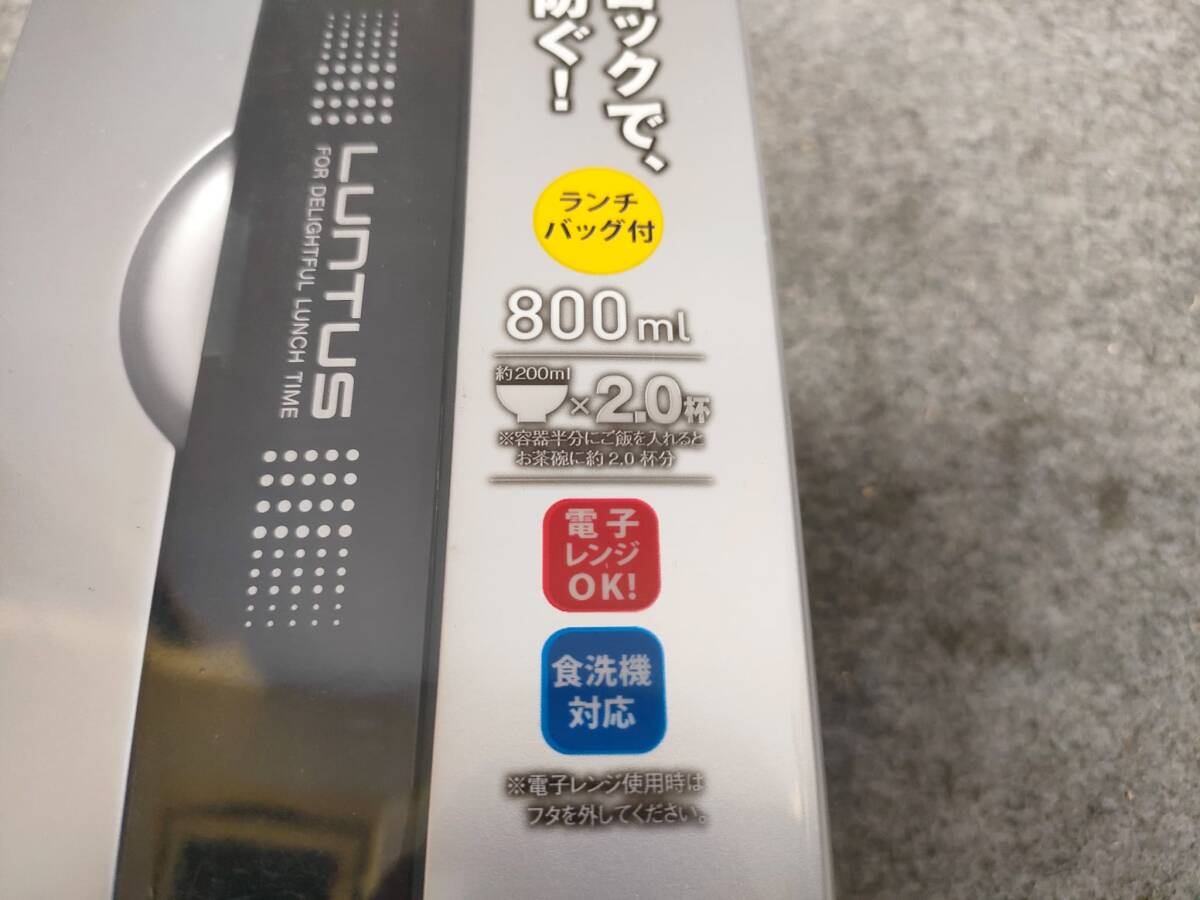 ックで、
防ぐ!
ランチ
バッグ付
800ml
約200ml
×2.0杯
※容器半分にご飯を入れると
お茶碗に約2.0杯分
電子
レンジ
OK!
食洗機
対応
※電子レンジ使用時は
フタを外してください。
LUNTUS
FOR DELIGHTFUL LUNCH TIME